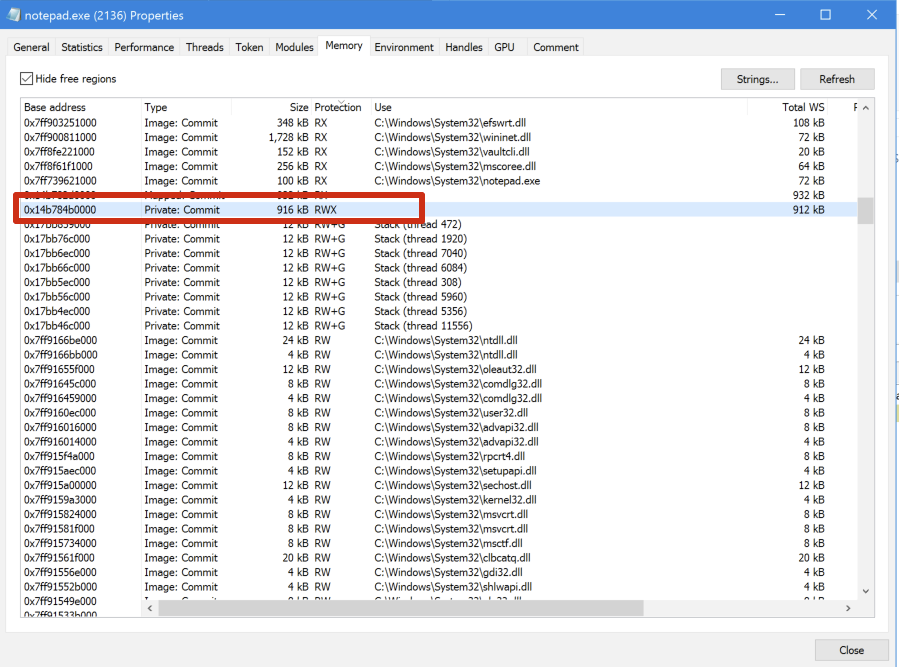 notepad.exe (2136) Properties
General Statistics Performance Threads Token Modules Memory Environment Handles GPU Comment
Hide free regions Strings... Refresh
Base address Type Size Protection Use Total WS
0x7ff903251000 Image: Commit 348 kB RX C:\Windows\System32\efswrt.dll 108 kB
0x7ff900811000 Image: Commit 1,728 kB RX C:\Windows\System32\wininet.dll 72 kB
0x7ff8fe221000 Image: Commit 152 kB RX C:\Windows\System32\vaultcli.dll 20 kB
0x7ff8f61f1000 Image: Commit 256 kB RX C:\Windows\System32\mscoree.dll 64 kB
0x7ff739621000 Image: Commit 100 kB RX C:\Windows\System32\notepad.exe 72 kB
932 kB
0x14b784b0000 Private: Commit 916 kB RWX 912 kB
Private: Commit 12 kB RW+G Stack (thread 472)
0x17bb76c000 Private: Commit 12 kB RW+G Stack (thread 1920)
0x17bb6ec000 Private: Commit 12 kB RW+G Stack (thread 7040)
0x17bb66c000 Private: Commit 12 kB RW+G Stack (thread 6084)
0x17bb5ec000 Private: Commit 12 kB RW+G Stack (thread 308)
0x17bb56c000 Private: Commit 12 kB RW+G Stack (thread 5960)
0x17bb4ec000 Private: Commit 12 kB RW+G Stack (thread 5356)
0x17bb46c000 Private: Commit 12 kB RW+G Stack (thread 11556)
0x7ff9166be000 Image: Commit 24 kB RW C:\Windows\System32\ntdll.dll 24 kB
0x7ff9166bb000 Image: Commit 4 kB RW C:\Windows\System32\ntdll.dll 4 kB
0x7ff91655f000 Image: Commit 12 kB RW C:\Windows\System32\oleaut32.dll 12 kB
0x7ff91645c000 Image: Commit 8 kB RW C:\Windows\System32\comdlg32.dll 8 kB
0x7ff916459000 Image: Commit 4 kB RW C:\Windows\System32\comdlg32.dll 4 kB
0x7ff9160ec000 Image: Commit 8 kB RW C:\Windows\System32\user32.dll 8 kB
0x7ff916016000 Image: Commit 8 kB RW C:\Windows\System32\advapi32.dll 8 kB
0x7ff916014000 Image: Commit 4 kB RW C:\Windows\System32\advapi32.dll 4 kB
0x7ff915f4a000 Image: Commit 8 kB RW C:\Windows\System32\rpcrt4.dll 8 kB
0x7ff915aec000 Image: Commit 4 kB RW C:\Windows\System32\setupapi.dll 4 kB
0x7ff915a00000 Image: Commit 12 kB RW C:\Windows\System32\sechost.dll 12 kB
0x7ff9159a3000 Image: Commit 4 kB RW C:\Windows\System32\kernel32.dll 4 kB
0x7ff915824000 Image: Commit 8 kB RW C:\Windows\System32\msvcrt.dll 8 kB
0x7ff91581f000 Image: Commit 8 kB RW C:\Windows\System32\msvcrt.dll 8 kB
0x7ff915734000 Image: Commit 8 kB RW C:\Windows\System32\msctf.dll 8 kB
0x7ff91561f000 Image: Commit 20 kB RW C:\Windows\System32\clbcatq.dll 20 kB
0x7ff91556e000 Image: Commit 4 kB RW C:\Windows\System32\gdi32.dll 4 kB
0x7ff91552b000 Image: Commit 4 kB RW C:\Windows\System32\shlwapi.dll 4 kB
0x7ff91549e000
0x7ff91533b000
Close